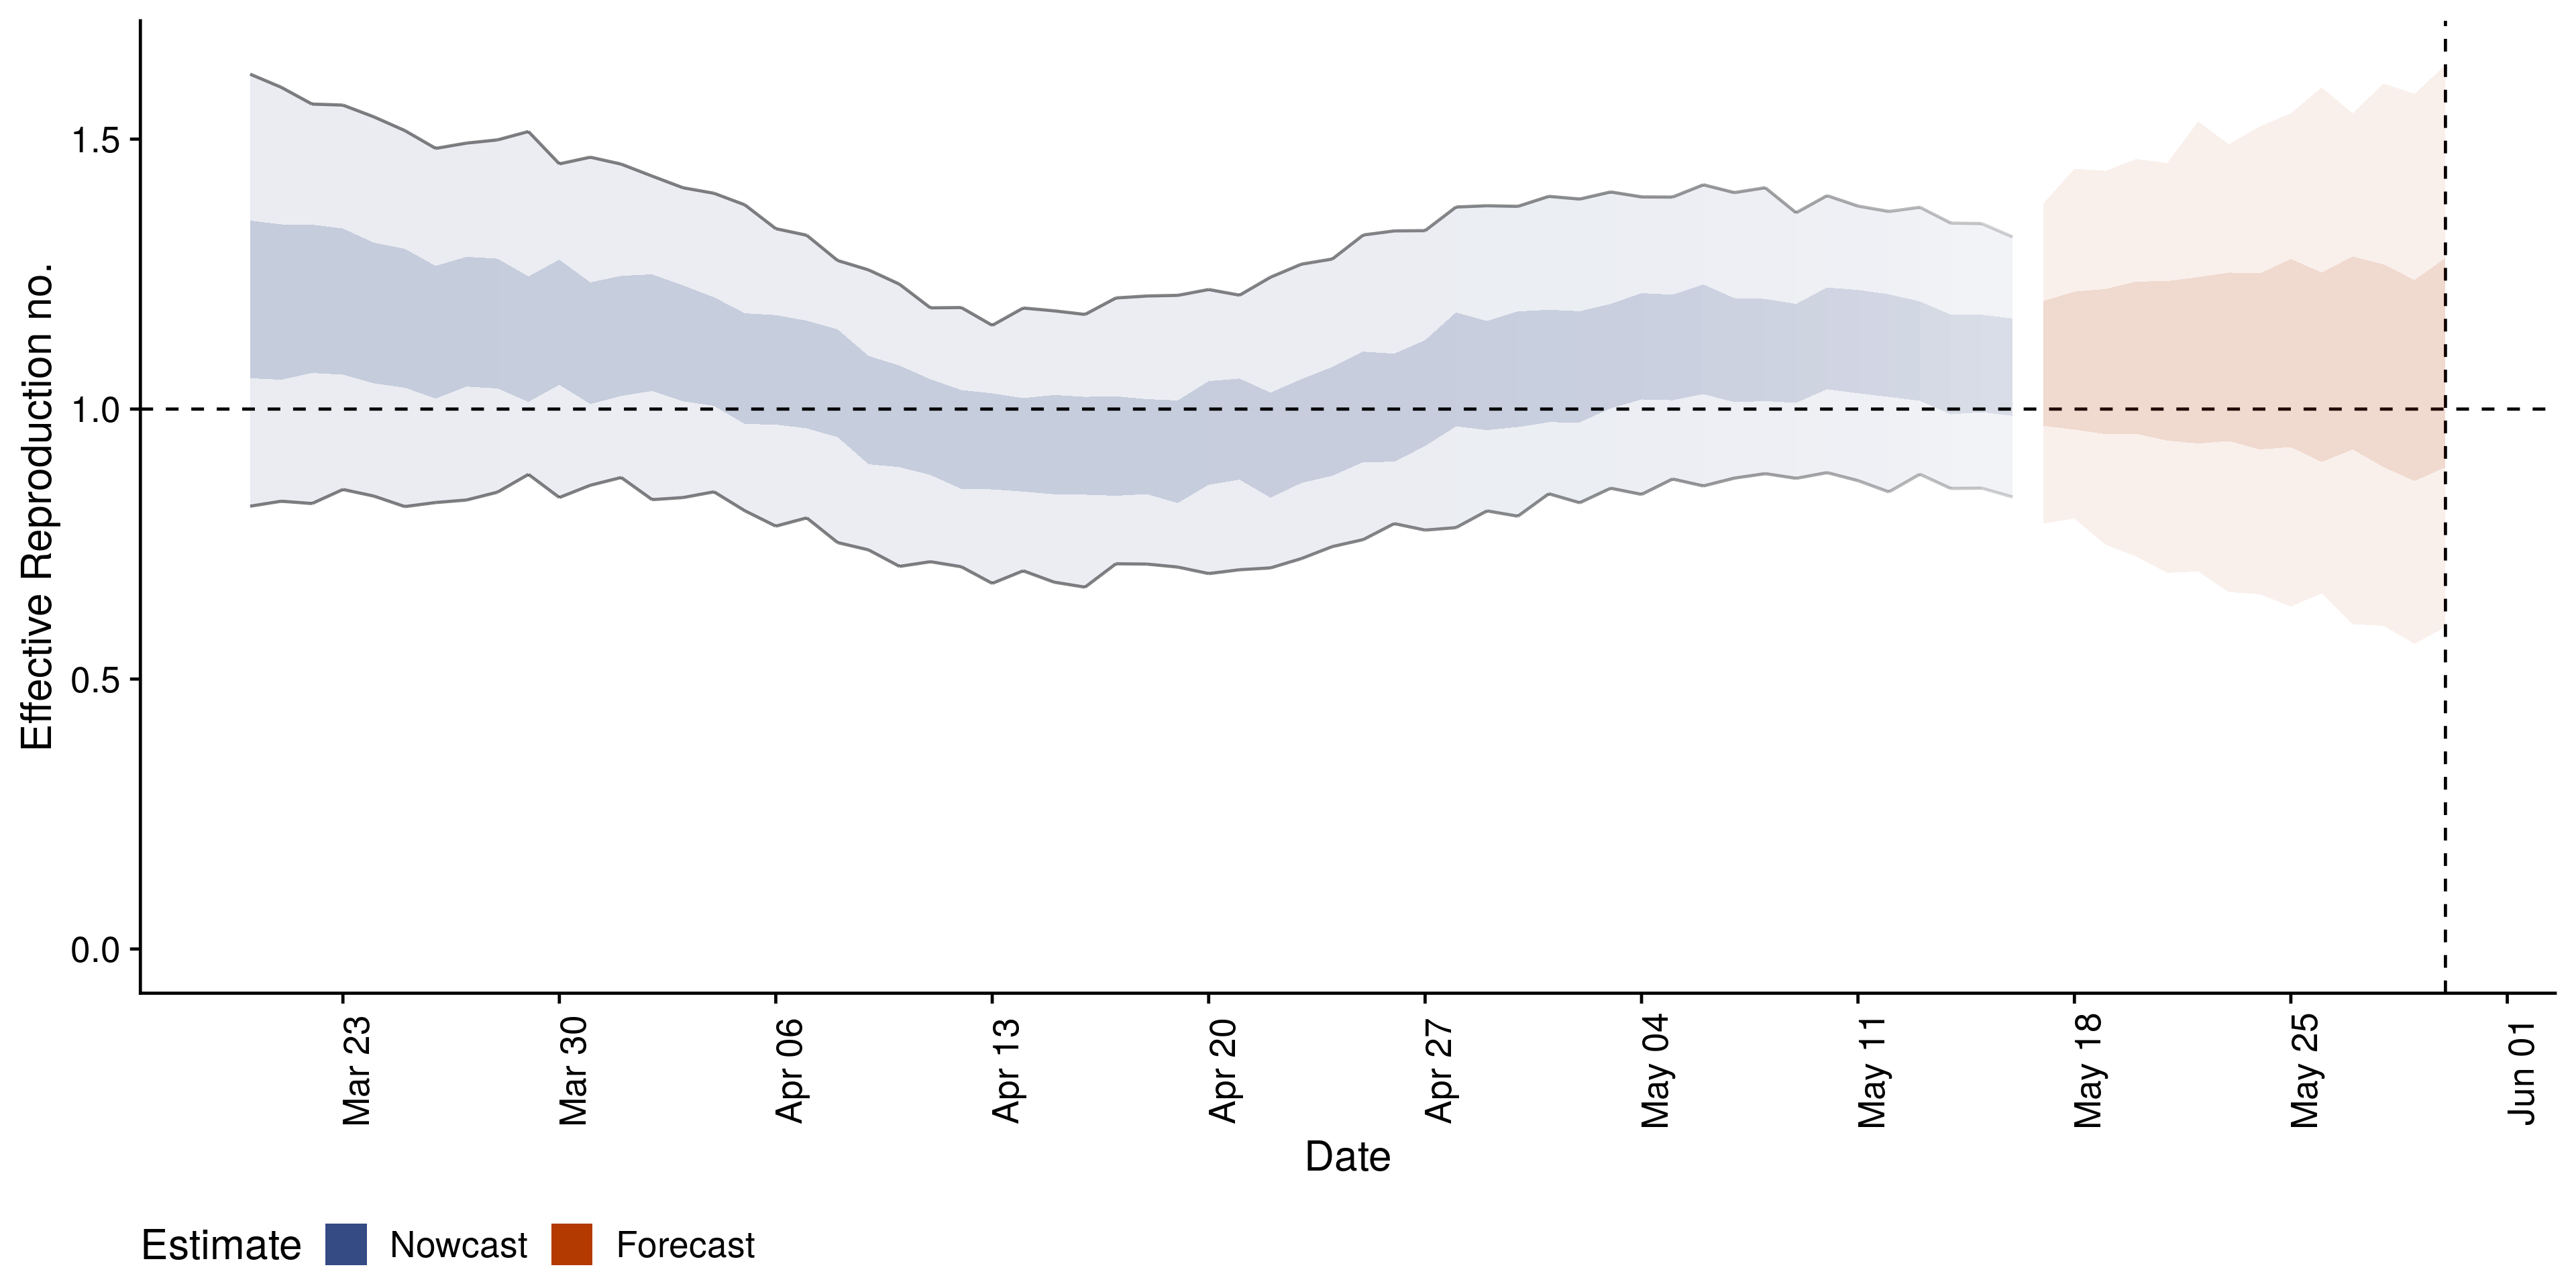 Effective Reproduction no.
1.5
1.0
0.5
0.0
Mar 23
Mar 30
Apr 06
Apr 13
Apr 20
Apr 27
May 04
May 11
May 18
May 25
Jun 01
Date
Estimate Nowcast Forecast